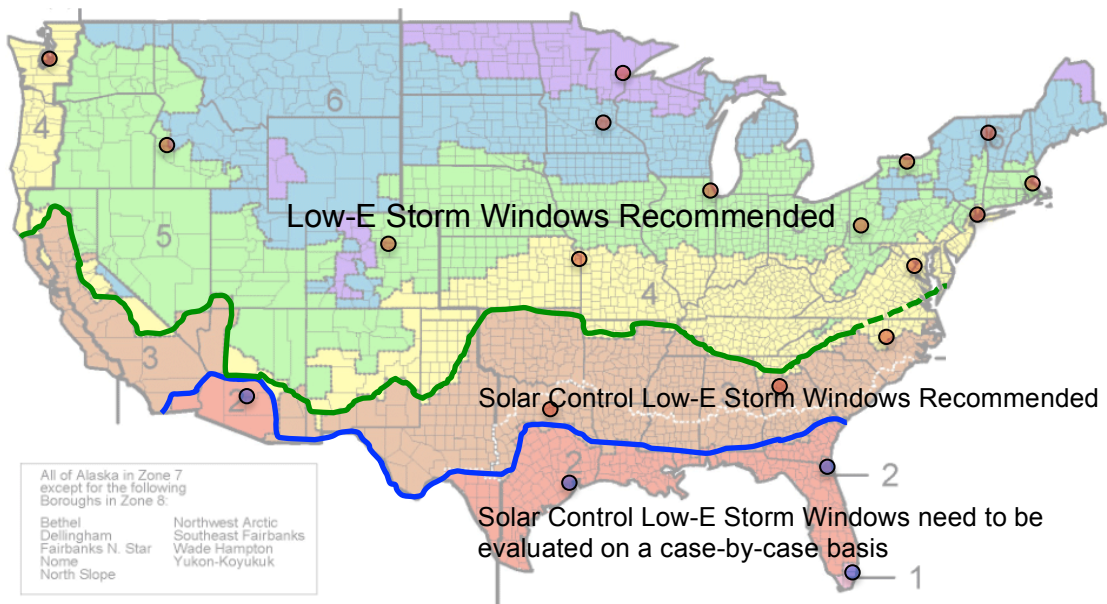 7
6
4
6
Low-E Storm Windows Recommended
5
4
3
Solar Control Low-E Storm Windows Recommended
2
2
2
Solar Control Low-E Storm Windows need to be
evaluated on a case-by-case basis
1
All of Alaska in Zone 7
except for the following
Boroughs in Zone 8:
Bethel Northwest Arctic
Dellingham Southeast Fairbanks
Fairbanks N. Star Wade Hampton
Nome Yukon-Koyukuk
North Slope